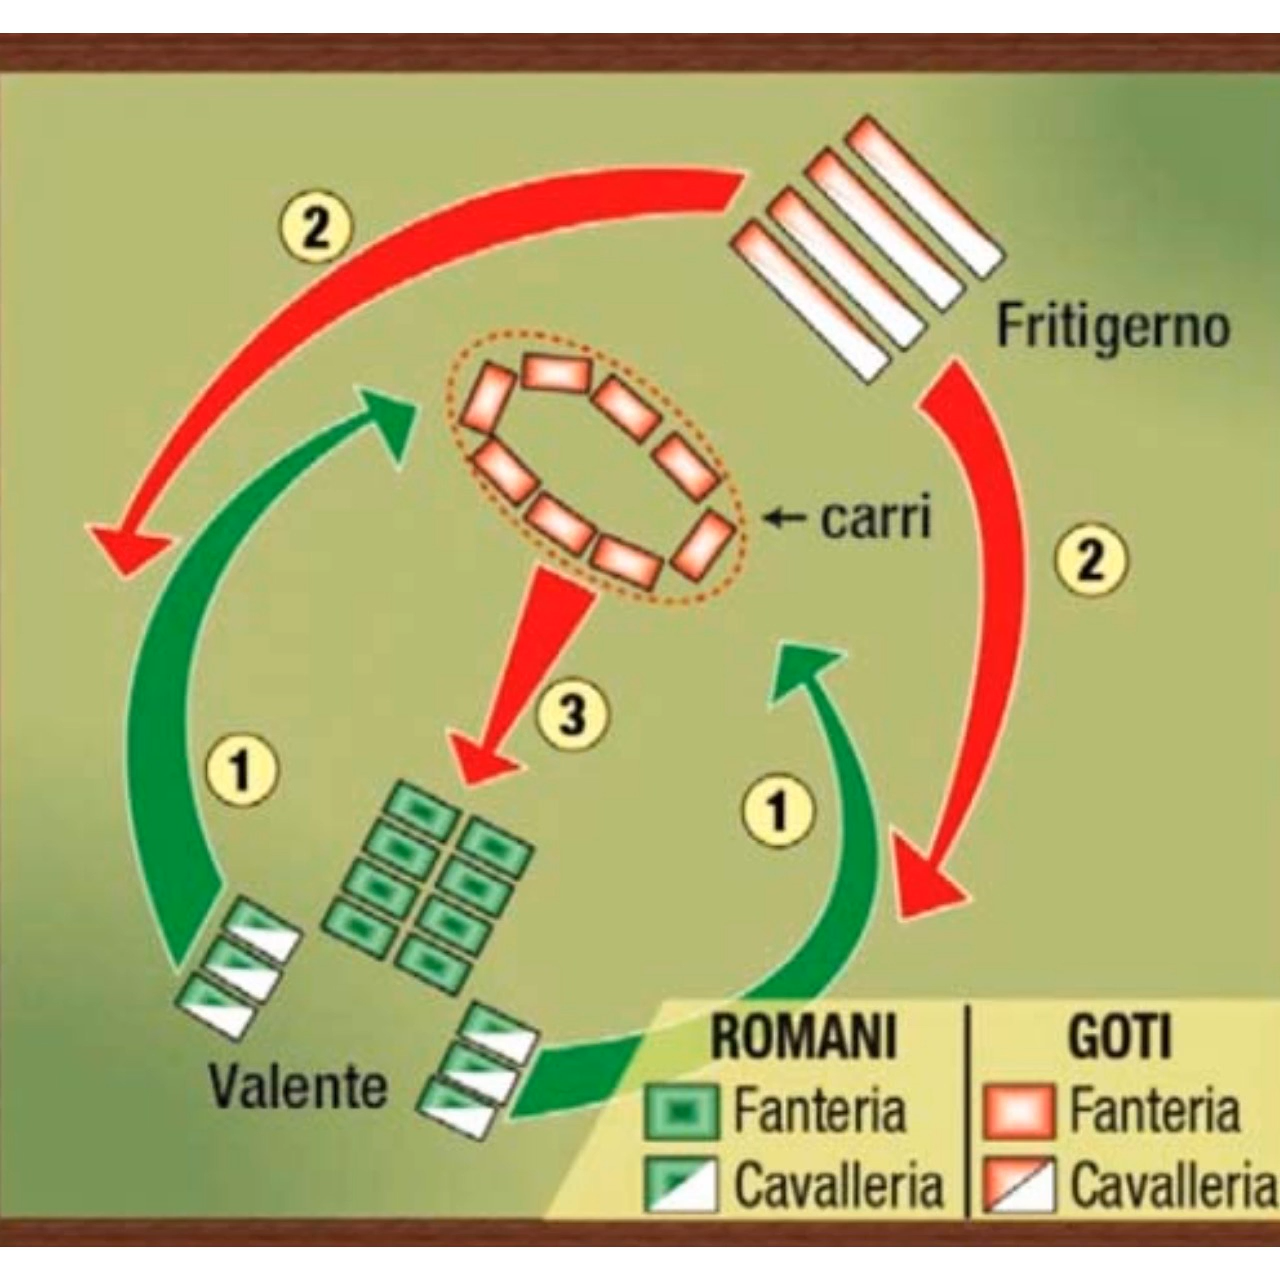 2
Fritigerno
← carri
2
3
1
1
Valente
ROMANI
Fanteria
Cavalleria
GOTI
Fanteria
Cavalleria